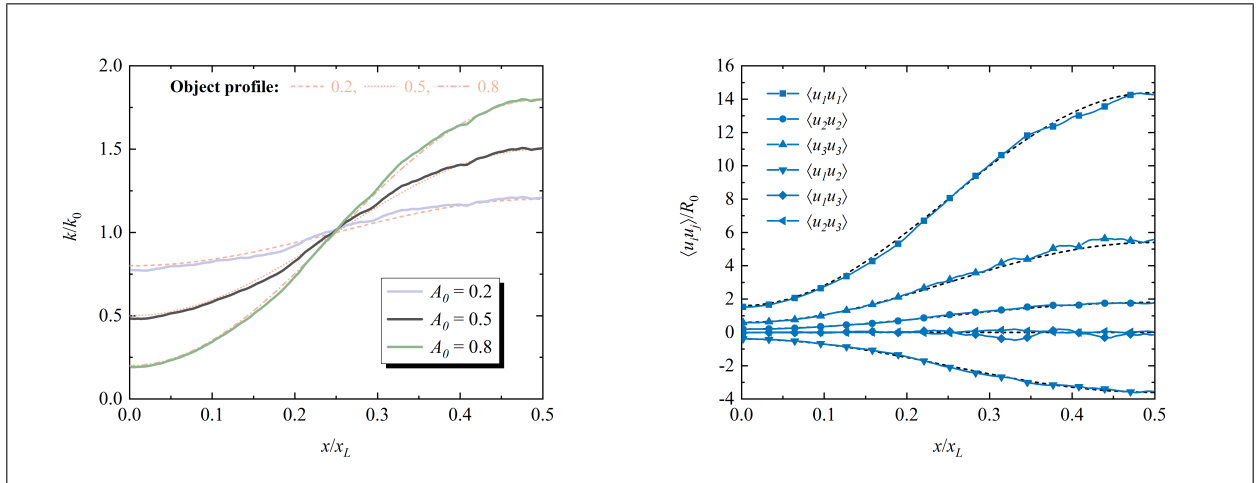 Object profile: 0.2, 0.5, 0.8
k/k₀
2.0
1.5
1.0
0.5
0.0
A₀ = 0.2
A₀ = 0.5
A₀ = 0.8
0.0 0.1 0.2 0.3 0.4 0.5
x/x_L
⟨uᵢuⱼ⟩/R₀
16
14
12
10
8
6
4
2
0
-2
-4
⟨u₁u₁⟩
⟨u₂u₂⟩
⟨u₃u₃⟩
⟨u₁u₂⟩
⟨u₁u₃⟩
⟨u₂u₃⟩
0.0 0.1 0.2 0.3 0.4 0.5
x/x_L